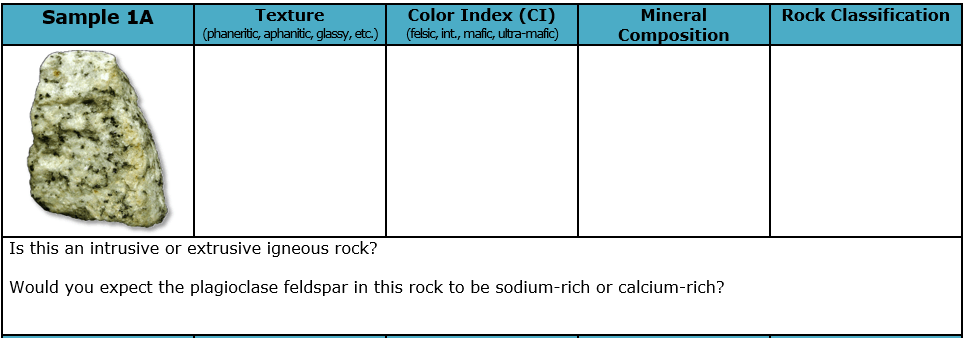 Sample 1A
Texture
(phaneritic, aphanitic, glassy, etc.)
Color Index (CI)
(felsic, int., mafic, ultra-mafic)
Mineral
Composition
Rock Classification
Is this an intrusive or extrusive igneous rock?
Would you expect the plagioclase feldspar in this rock to be sodium-rich or calcium-rich?